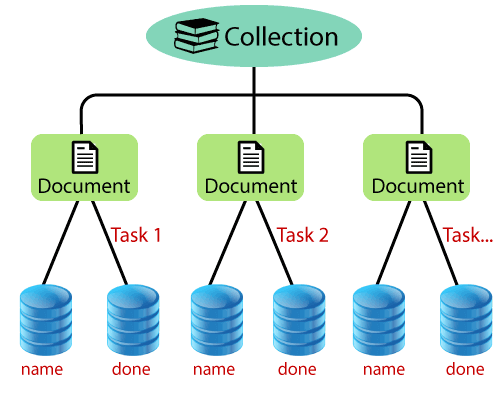 Collection
Document Document Document
Task 1 Task 2 Task...
name done name done name done